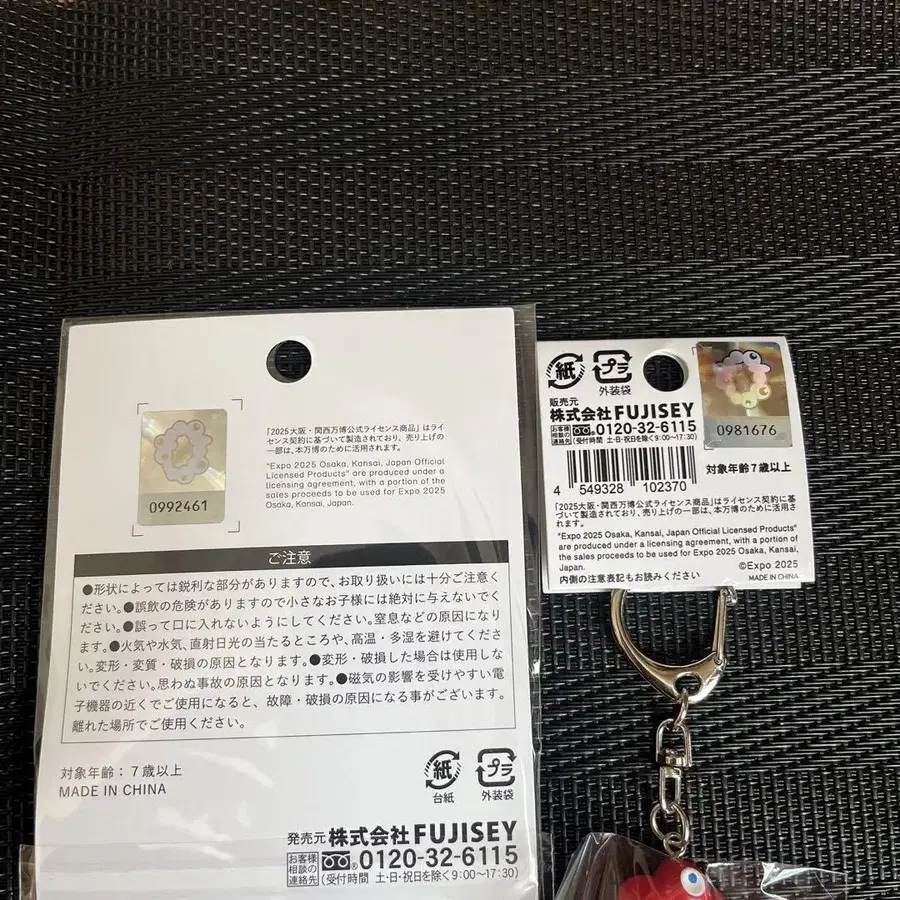 0992461
「2025大阪・関西万博公式ライセンス商品」はライ
センス契約に基づいて製造されており、売り上げの
一部は、本万博のために活用されます。
"Expo 2025 Osaka, Kansai, Japan Official
Licensed Products" are produced under a
licensing agreement, with a portion of the
sales proceeds to be used for Expo 2025
Osaka, Kansai, Japan.
ご注意
●形状によっては鋭利な部分がありますので、お取り扱いには十分ご注意く
ださい。●誤飲の危険がありますので小さなお子様には絶対に与えないでく
ださい。●誤って口に入れないようにしてください。窒息などの原因になりま
す。●火気や水気、直射日光の当たるところや、高温・多湿を避けてくださ
い。変形・変質・破損の原因となります。●変形・破損した場合は使用しな
いでください。思わぬ事故の原因となります。●磁気の影響を受けやすい電
子機器の近くでご使用になると、故障・破損の原因になる事がございます。
離れた場所でご使用ください。
対象年齢：7歳以上
MADE IN CHINA
紙
台紙
プラ
外装袋
発売元 株式会社 FUJISEY
お客様相談の連絡先 0120-32-6115
(受付時間 土・日・祝日を除く9:00〜17:30)
紙
プラ
外装袋
販売元
株式会社FUJISEY
お客様相談の連絡先 0120-32-6115
(受付時間 土・日・祝日を除く9:00〜17:30)
0981676
対象年齢7歳以上
4 549328 102370
「2025大阪・関西万博公式ライセンス商品」はライセンス契約に基
づいて製造されており、売り上げの一部は、本万博のために活用さ
れます。
"Expo 2025 Osaka, Kansai, Japan Official Licensed Products"
are produced under a licensing agreement, with a portion of
the sales proceeds to be used for Expo 2025 Osaka, Kansai,
Japan.
©Expo 2025
内側の注意表記もお読みください
MADE IN CHINA